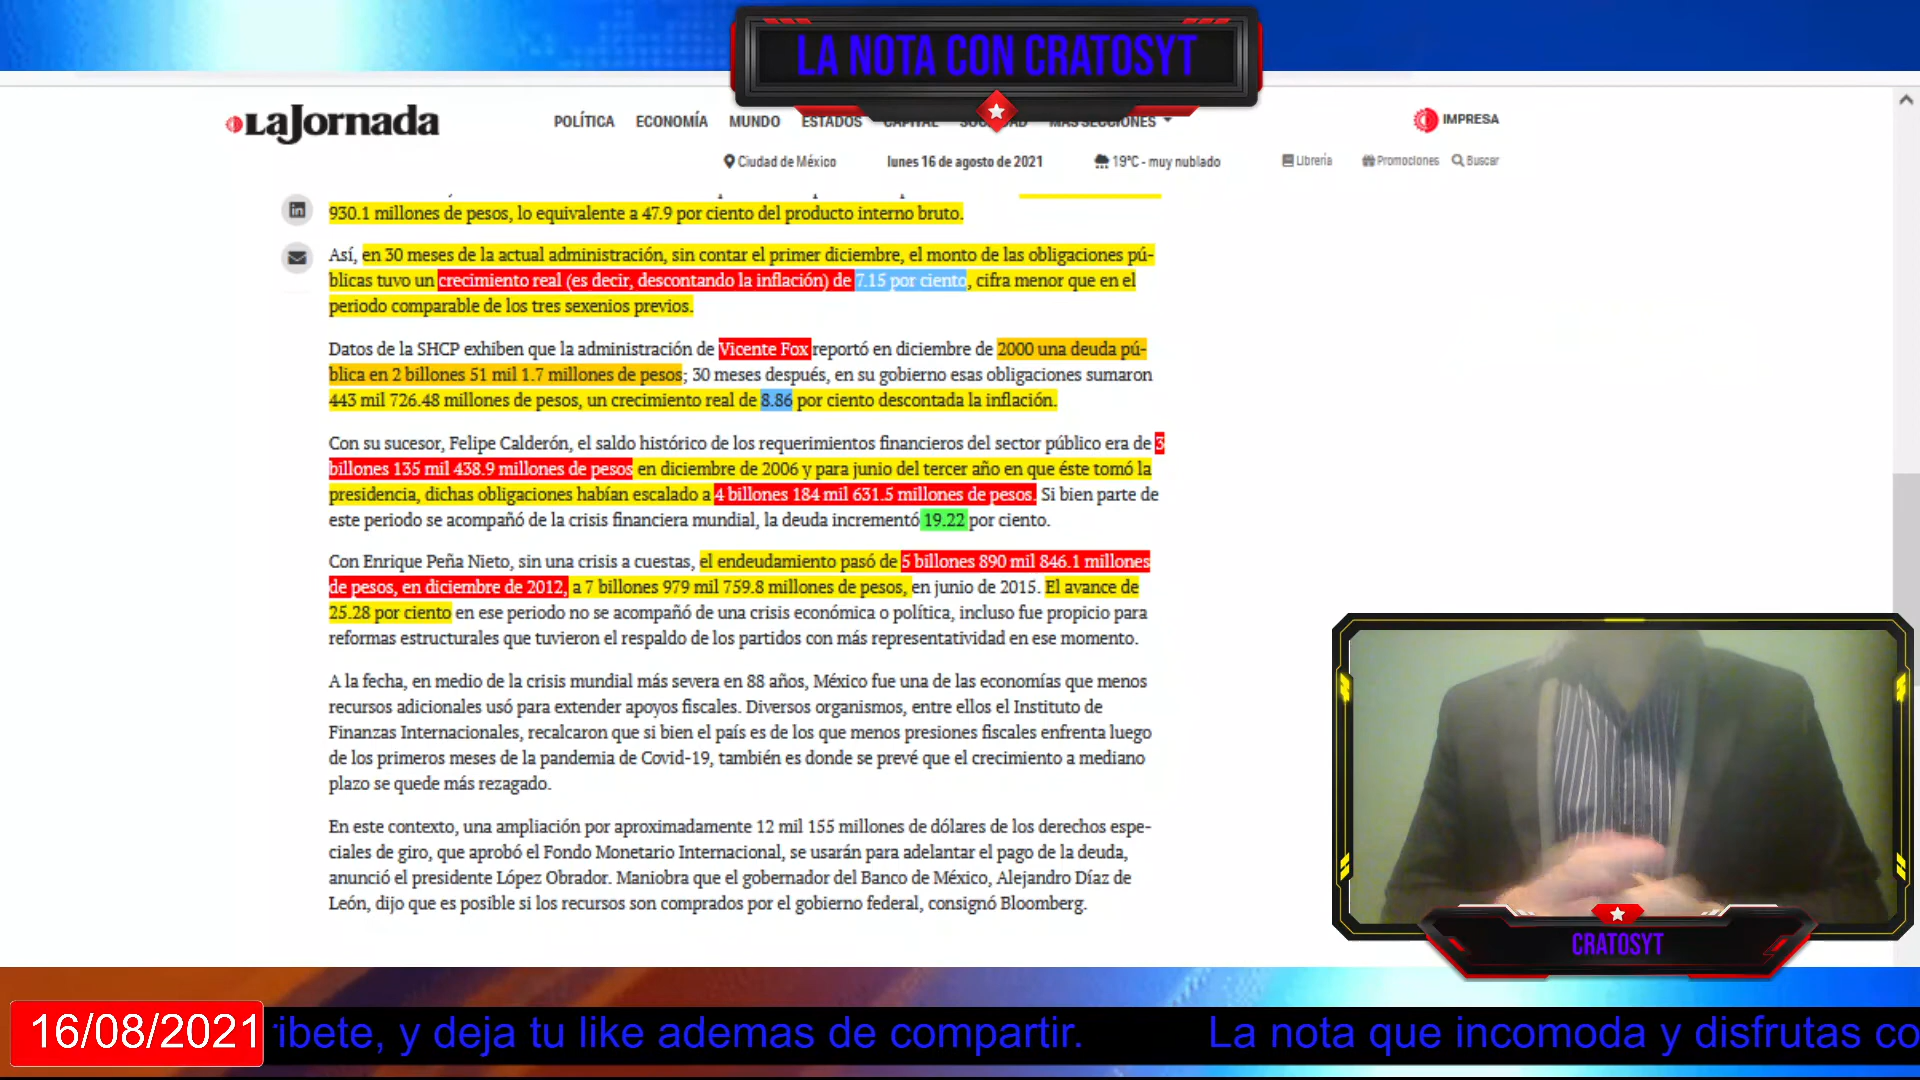 LA NOTA CON CRATOSYT
LaJornada
POLÍTICA ECONOMÍA MUNDO ESTADOS CAPITAL SOCIEDAD MÁS SECCIONES
IMPRESA
Ciudad de México lunes 16 de agosto de 2021 19°C - muy nublado Librería Promociones Buscar
930.1 millones de pesos, lo equivalente a 47.9 por ciento del producto interno bruto.
Así, en 30 meses de la actual administración, sin contar el primer diciembre, el monto de las obligaciones pú-
blicas tuvo un crecimiento real (es decir, descontando la inflación) de 7.15 por ciento, cifra menor que en el
periodo comparable de los tres sexenios previos.
Datos de la SHCP exhiben que la administración de Vicente Fox reportó en diciembre de 2000 una deuda pú-
blica en 2 billones 51 mil 1.7 millones de pesos; 30 meses después, en su gobierno esas obligaciones sumaron
443 mil 726.48 millones de pesos, un crecimiento real de 8.86 por ciento descontada la inflación.
Con su sucesor, Felipe Calderón, el saldo histórico de los requerimientos financieros del sector público era de 3
billones 135 mil 438.9 millones de pesos en diciembre de 2006 y para junio del tercer año en que éste tomó la
presidencia, dichas obligaciones habían escalado a 4 billones 184 mil 631.5 millones de pesos. Si bien parte de
este periodo se acompañó de la crisis financiera mundial, la deuda incrementó 19.22 por ciento.
Con Enrique Peña Nieto, sin una crisis a cuestas, el endeudamiento pasó de 5 billones 890 mil 846.1 millones
de pesos, en diciembre de 2012, a 7 billones 979 mil 759.8 millones de pesos, en junio de 2015. El avance de
25.28 por ciento en ese periodo no se acompañó de una crisis económica o política, incluso fue propicio para
reformas estructurales que tuvieron el respaldo de los partidos con más representatividad en ese momento.
A la fecha, en medio de la crisis mundial más severa en 88 años, México fue una de las economías que menos
recursos adicionales usó para extender apoyos fiscales. Diversos organismos, entre ellos el Instituto de
Finanzas Internacionales, recalcaron que si bien el país es de los que menos presiones fiscales enfrenta luego
de los primeros meses de la pandemia de Covid-19, también es donde se prevé que el crecimiento a mediano
plazo se quede más rezagado.
En este contexto, una ampliación por aproximadamente 12 mil 155 millones de dólares de los derechos espe-
ciales de giro, que aprobó el Fondo Monetario Internacional, se usarán para adelantar el pago de la deuda,
anunció el presidente López Obrador. Maniobra que el gobernador del Banco de México, Alejandro Díaz de
León, dijo que es posible si los recursos son comprados por el gobierno federal, consignó Bloomberg.
CRATOSYT
16/08/2021 ribete, y deja tu like ademas de compartir. La nota que incomoda y disfrutas co